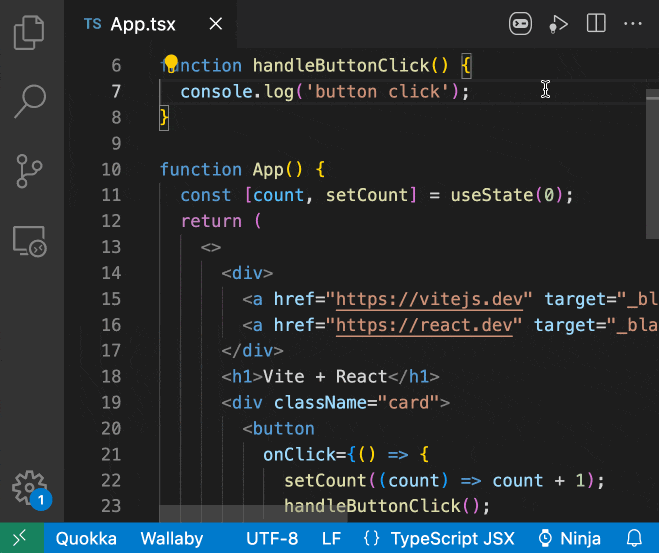 TS App.tsx
6 function handleButtonClick() {
7 console.log('button click');
8 }
9
10 function App() {
11 const [count, setCount] = useState(0);
12 return (
13 <>
14 <div>
15 <a href="https://vitejs.dev" target="_bla
16 <a href="https://react.dev" target="_bla
17 </div>
18 <h1>Vite + React</h1>
19 <div className="card">
20 <button
21 onClick={() => {
22 setCount((count) => count + 1);
23 handleButtonClick();
1
Quokka Wallaby UTF-8 LF {} TypeScript JSX Ninja